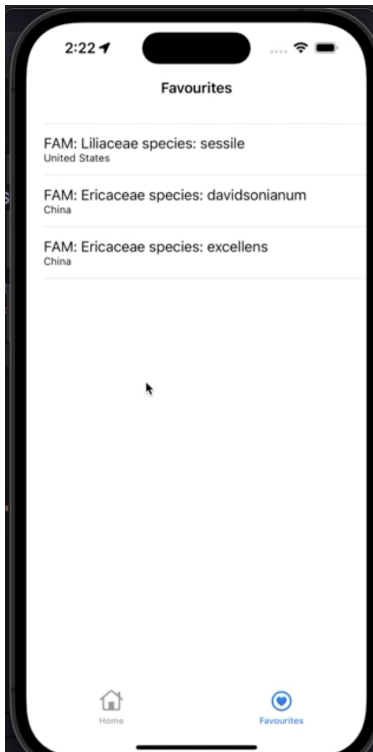 2:22
Favourites
FAM: Liliaceae species: sessile
United States
FAM: Ericaceae species: davidsonianum
China
FAM: Ericaceae species: excellens
China
Home
Favourites